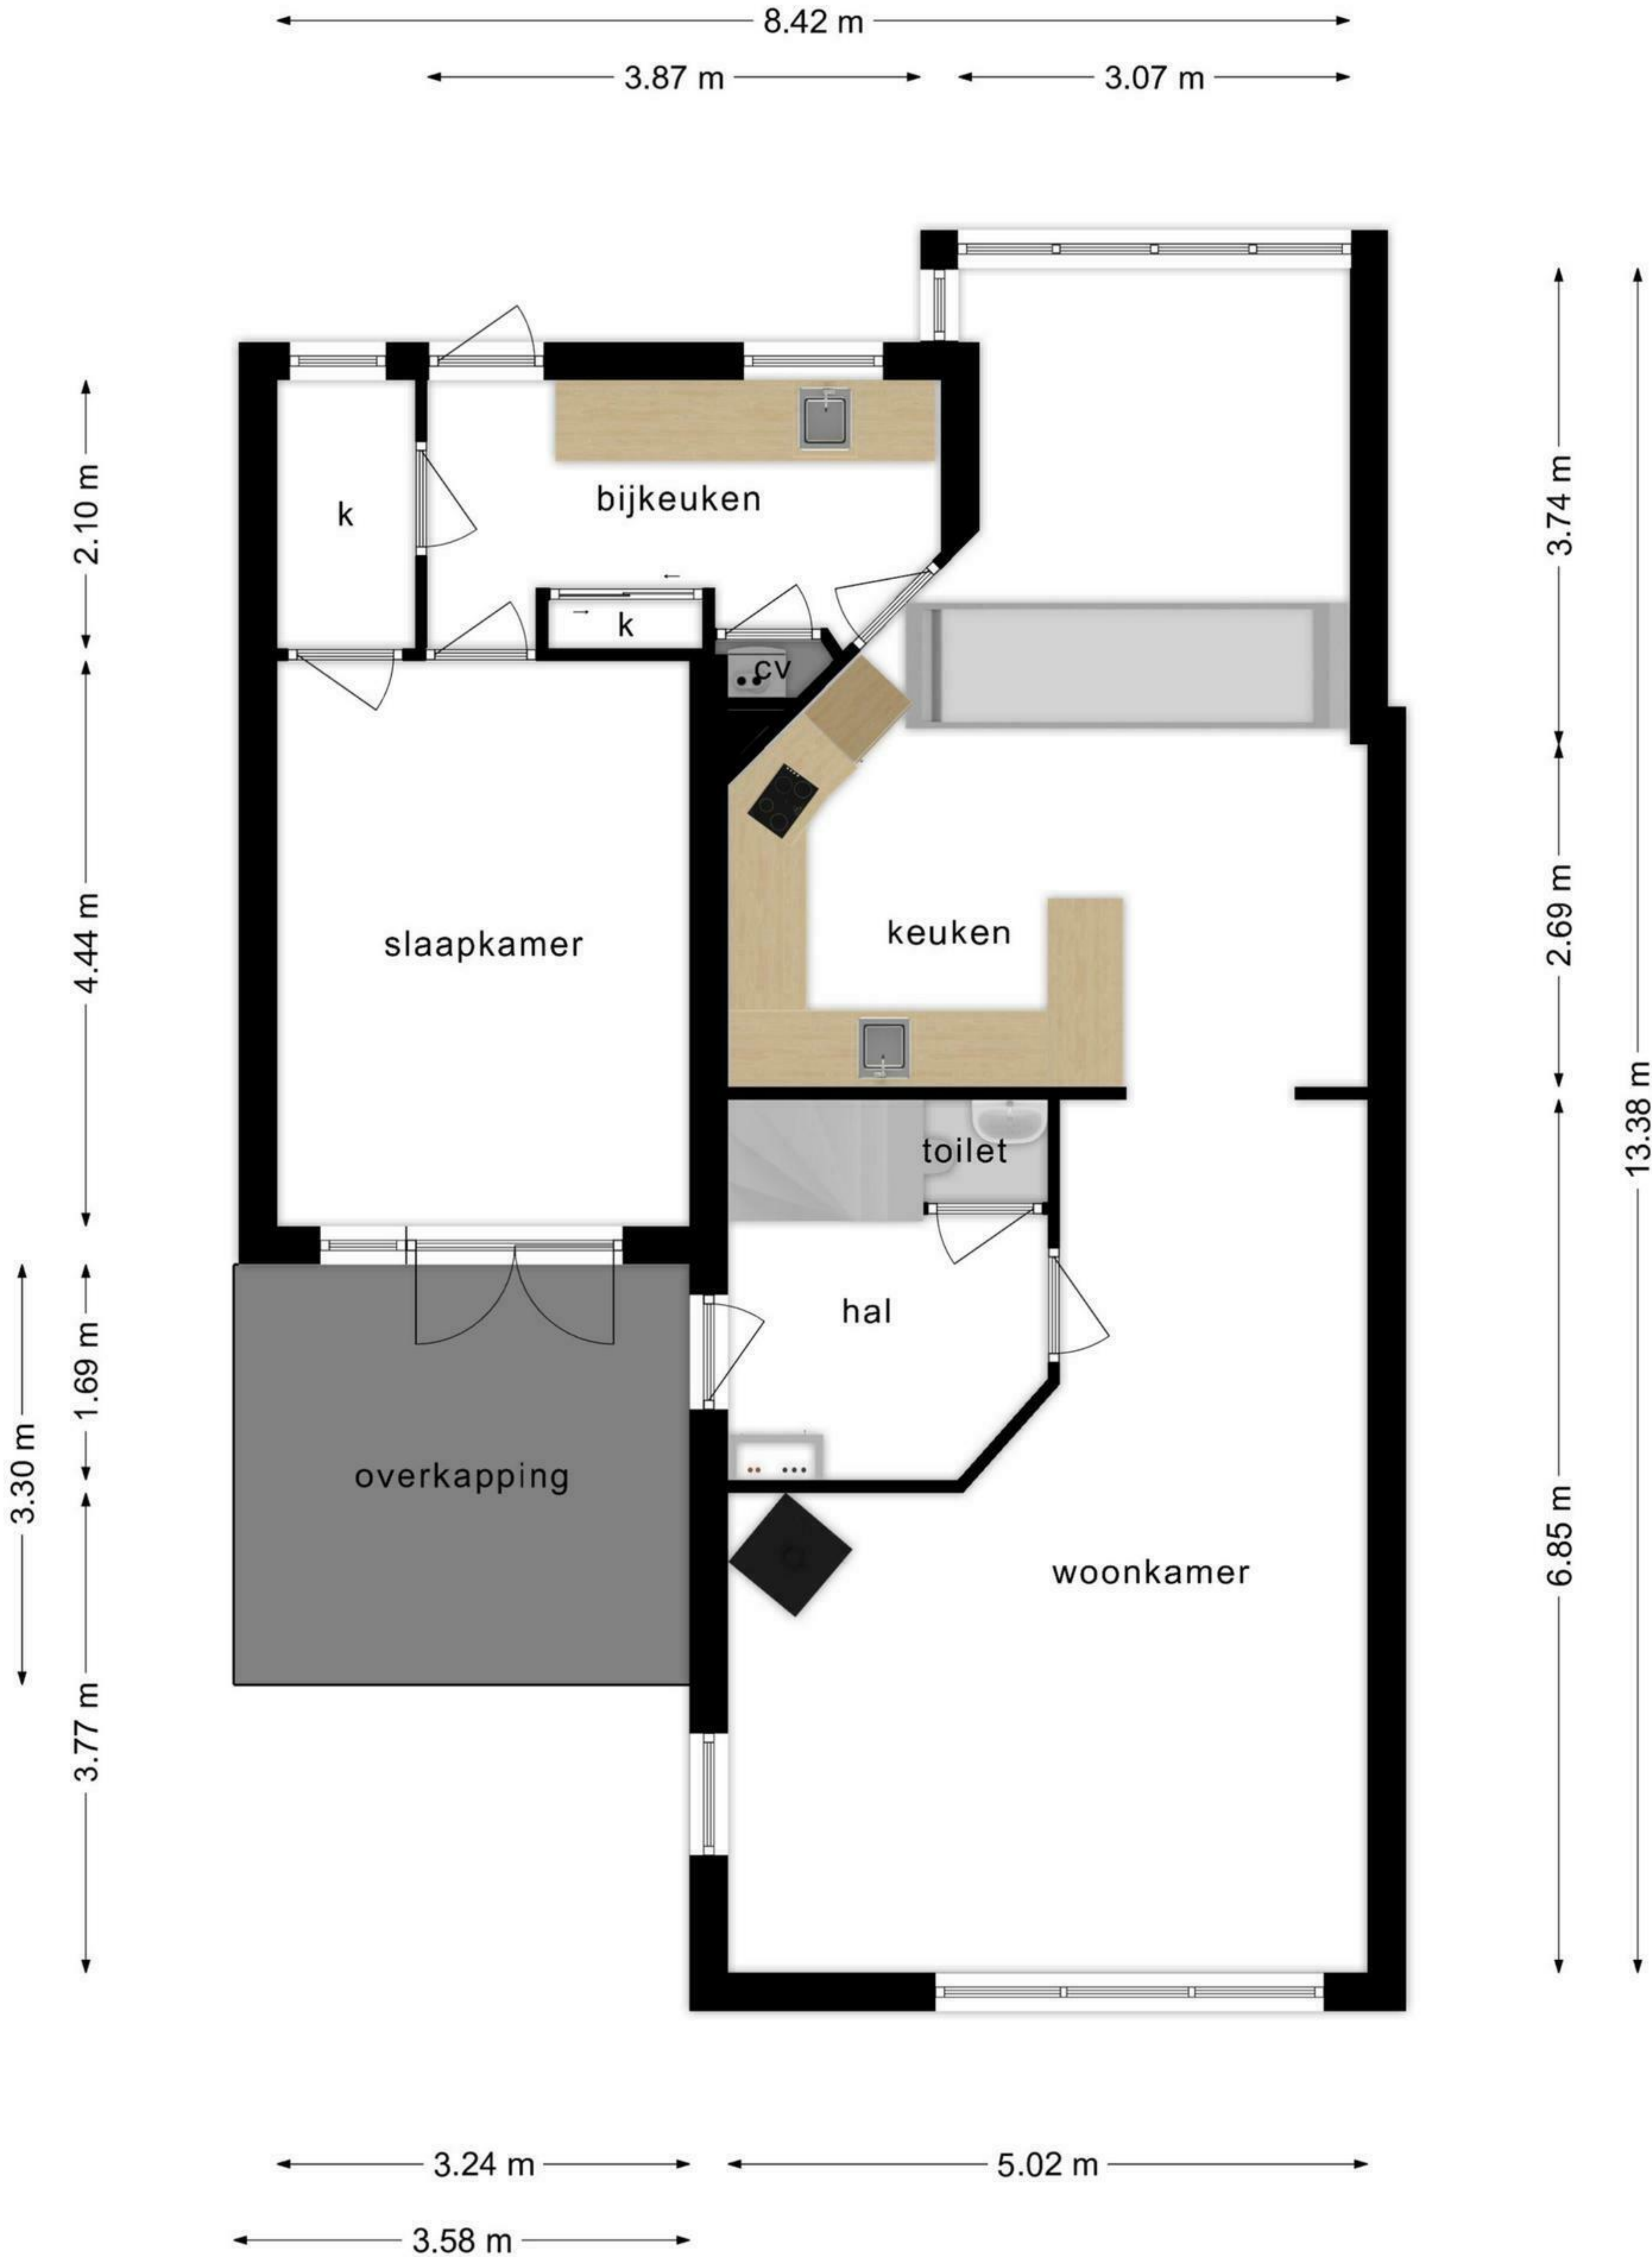 8.42 m
3.87 m
3.07 m
2.10 m
k
bijkeuken
3.74 m
k
cv
4.44 m
slaapkamer
keuken
2.69 m
13.38 m
toilet
hal
1.69 m
3.30 m
overkapping
woonkamer
6.85 m
3.77 m
3.24 m
5.02 m
3.58 m